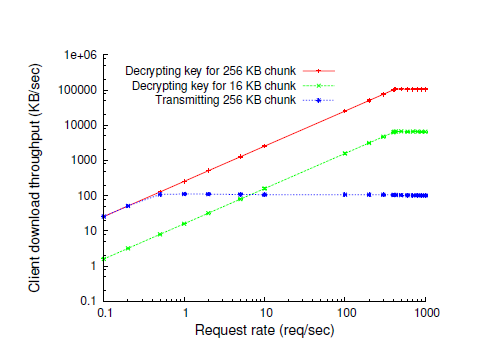 1e+06
100000
10000
1000
100
10
1
0.1
Client download throughput (KB/sec)
Decrypting key for 256 KB chunk
Decrypting key for 16 KB chunk
Transmitting 256 KB chunk
0.1 1 10 100 1000
Request rate (req/sec)